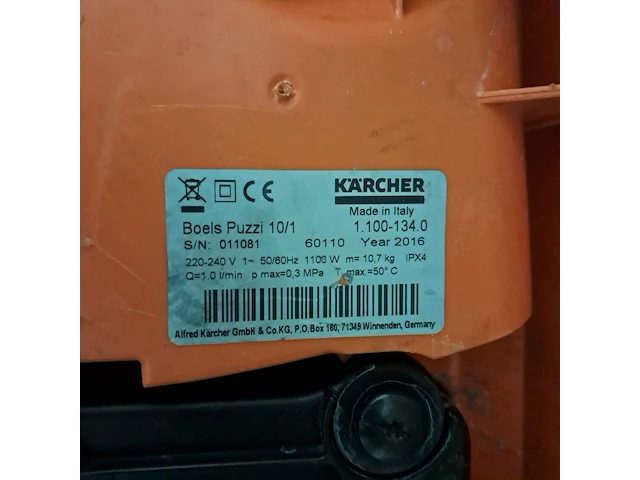 CE KÄRCHER
Made in Italy
Boels Puzzi 10/1 1.100-134.0
S/N: 011081 60110 Year 2016
220-240 V 1~ 50/60Hz 1100 W m= 10,7 kg IPX4
Q=1.0 l/min p max=0,3 MPa T max =50° C
Alfred Kärcher GmbH & Co.KG, P.O.Box 160, 71349 Winnenden, Germany